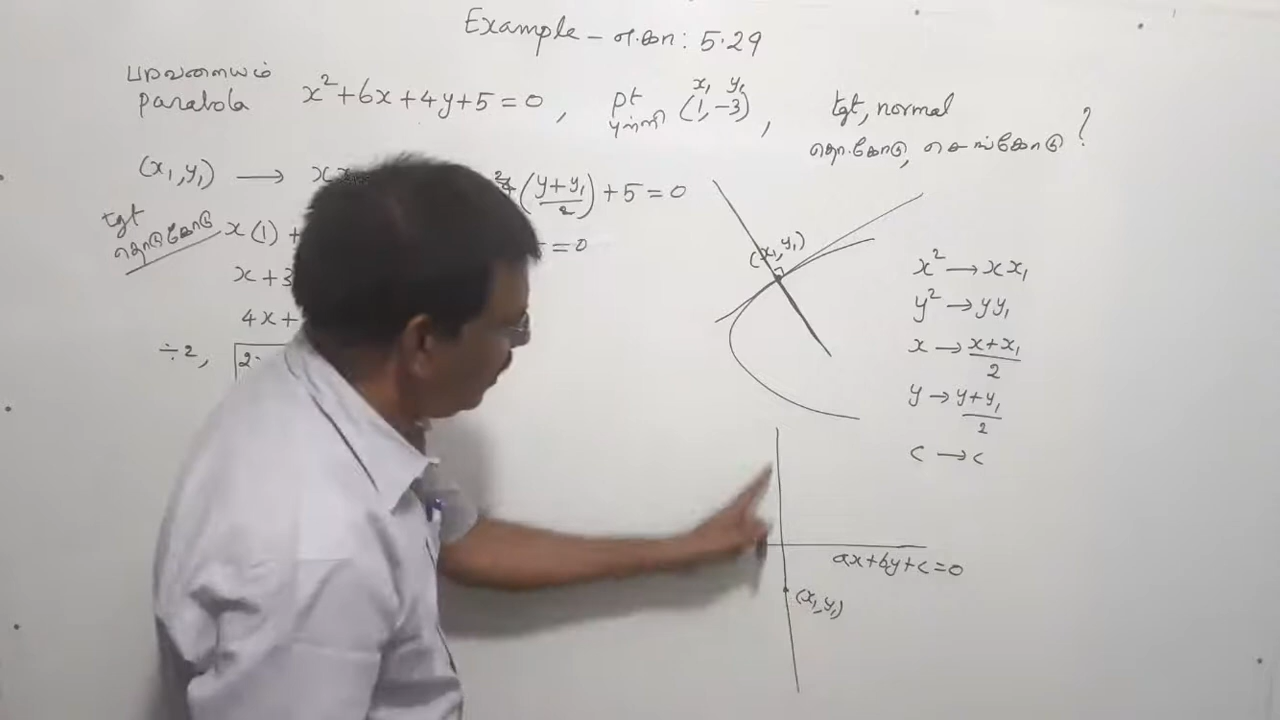 Example – எ.கா : 5.29
பரவளையம்
parabola x² + 6x + 4y + 5 = 0 , pt (1, -3) , tgt, normal
x₁ y₁
புள்ளி தொ.கோடு, செங்கோடு ?
(x₁, y₁) → xx₁ (y+y₁/2) + 5 = 0
tgt
தொடுகோடு x(1) + = 0
x + 3
4x +
÷2, 2
(x₁, y₁)
x² → xx₁
y² → yy₁
x → x+x₁/2
y → y+y₁/2
c → c
ax+by+c=0
(x₁, y₁)